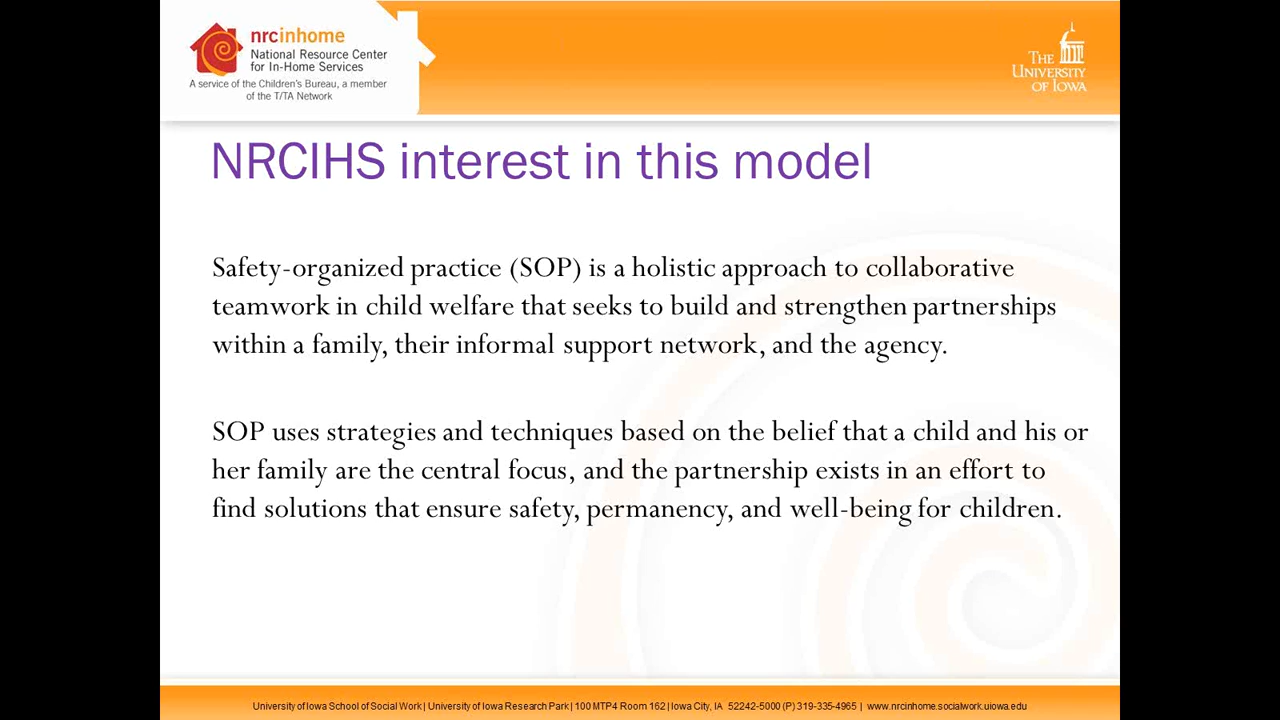 nrcinhome
National Resource Center
for In-Home Services
A service of the Children's Bureau, a member
of the T/TA Network
THE
UNIVERSITY
OF IOWA
NRCIHS interest in this model
Safety-organized practice (SOP) is a holistic approach to collaborative
teamwork in child welfare that seeks to build and strengthen partnerships
within a family, their informal support network, and the agency.
SOP uses strategies and techniques based on the belief that a child and his or
her family are the central focus, and the partnership exists in an effort to
find solutions that ensure safety, permanency, and well-being for children.
University of Iowa School of Social Work | University of Iowa Research Park | 100 MTP4 Room 162 | Iowa City, IA 52242-5000 (P) 319-335-4965 | www.nrcinhome.socialwork.uiowa.edu